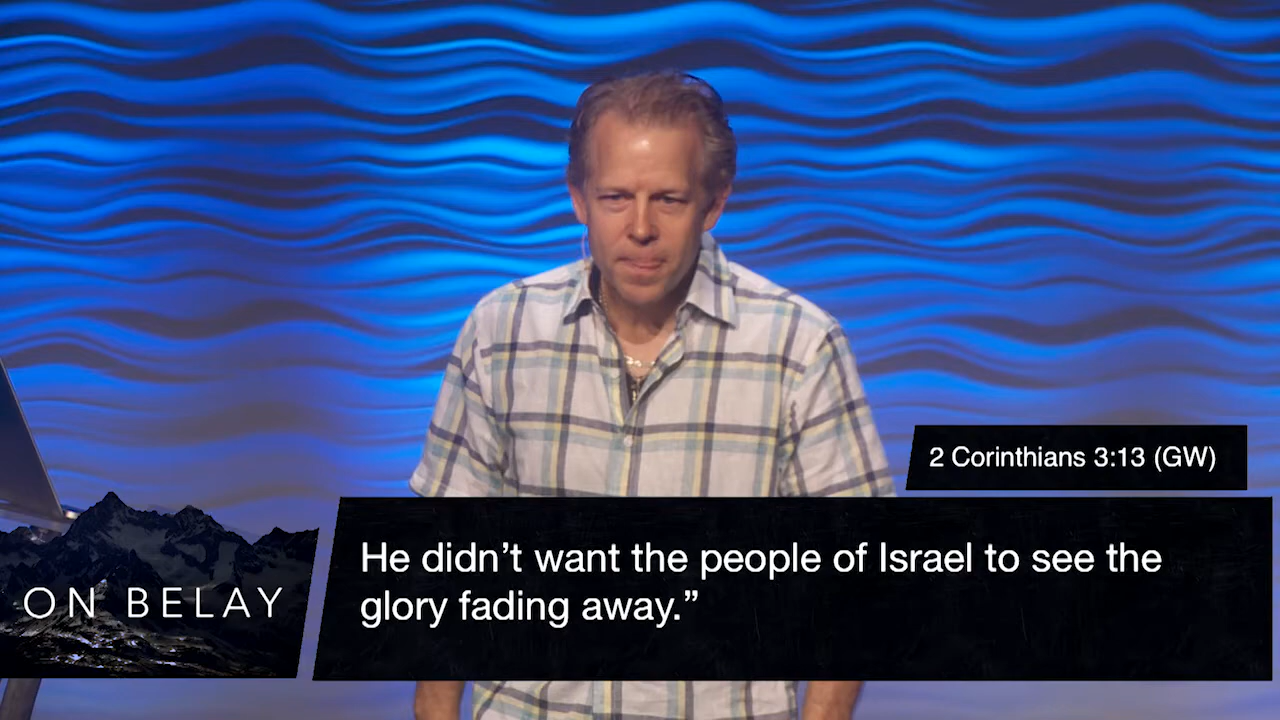 2 Corinthians 3:13 (GW)
He didn’t want the people of Israel to see the
glory fading away.”
ON BELAY